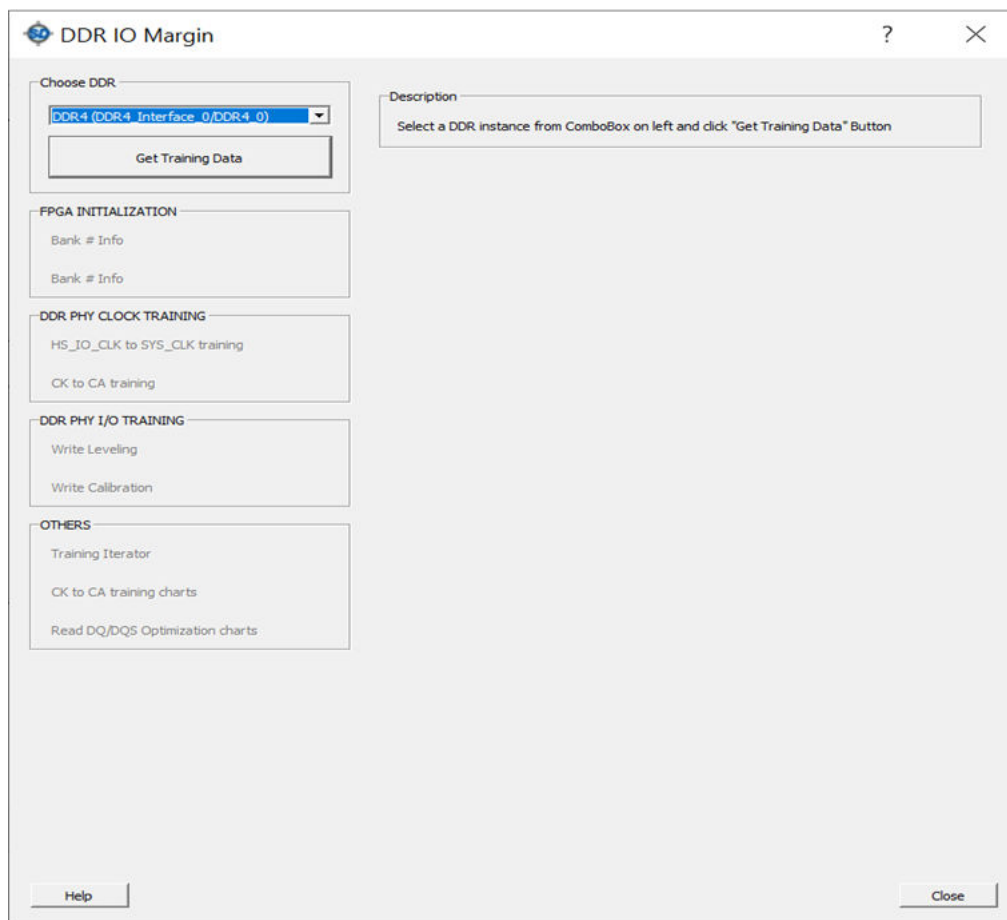 DDR IO Margin
?
Choose DDR
DDR4 (DDR4_Interface_0/DDR4_0)
Get Training Data
Description
Select a DDR instance from ComboBox on left and click "Get Training Data" Button
FPGA INITIALIZATION
Bank # Info
Bank # Info
DDR PHY CLOCK TRAINING
HS_IO_CLK to SYS_CLK training
CK to CA training
DDR PHY I/O TRAINING
Write Leveling
Write Calibration
OTHERS
Training Iterator
CK to CA training charts
Read DQ/DQS Optimization charts
Help
Close